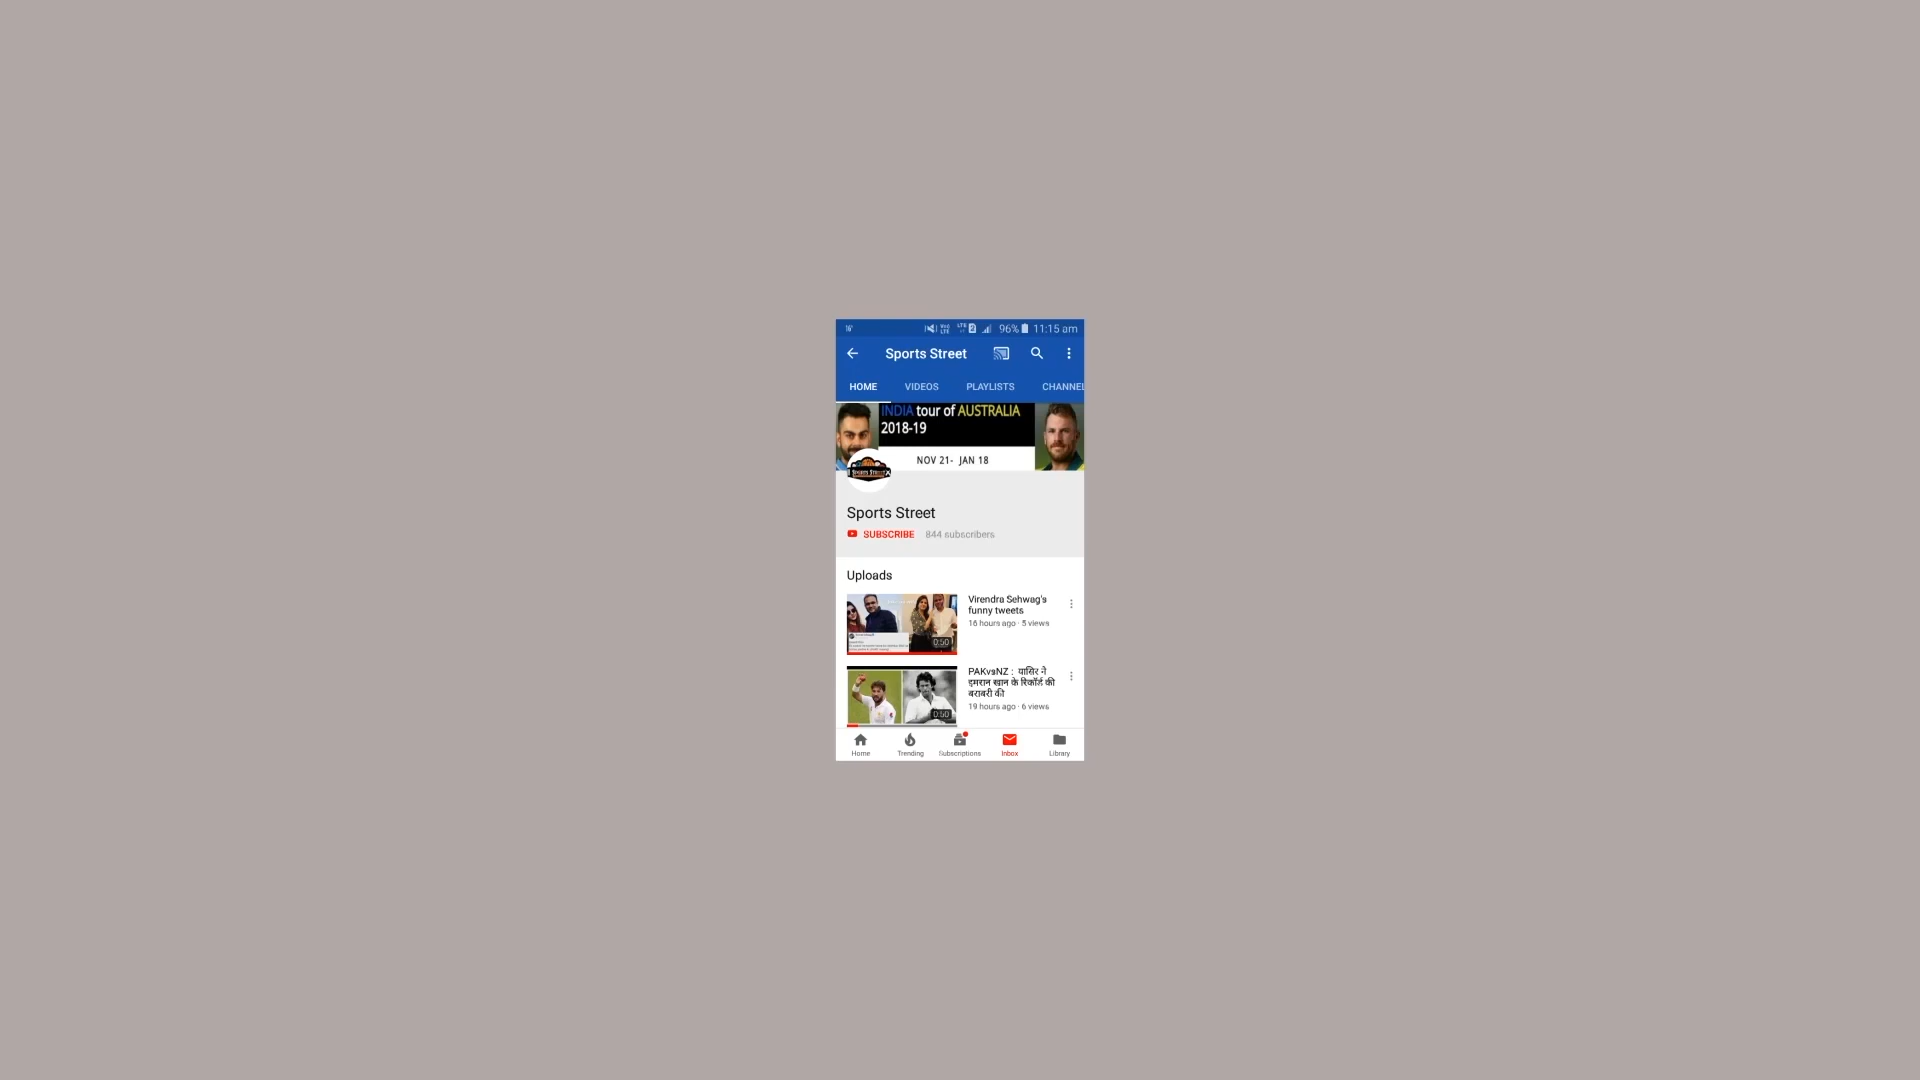 96% 11:15 am
Sports Street
HOME VIDEOS PLAYLISTS CHANNEL
INDIA tour of AUSTRALIA
2018-19
NOV 21- JAN 18
SPORTS STREET
Sports Street
SUBSCRIBE 844 subscribers
Uploads
Virendra Sehwag's
funny tweets
16 hours ago · 5 views
0:50
PAKvsNZ : यासिर ने
इमरान खान के रिकॉर्ड की
बराबरी की
19 hours ago · 6 views
0:50
Home Trending Subscriptions Inbox Library